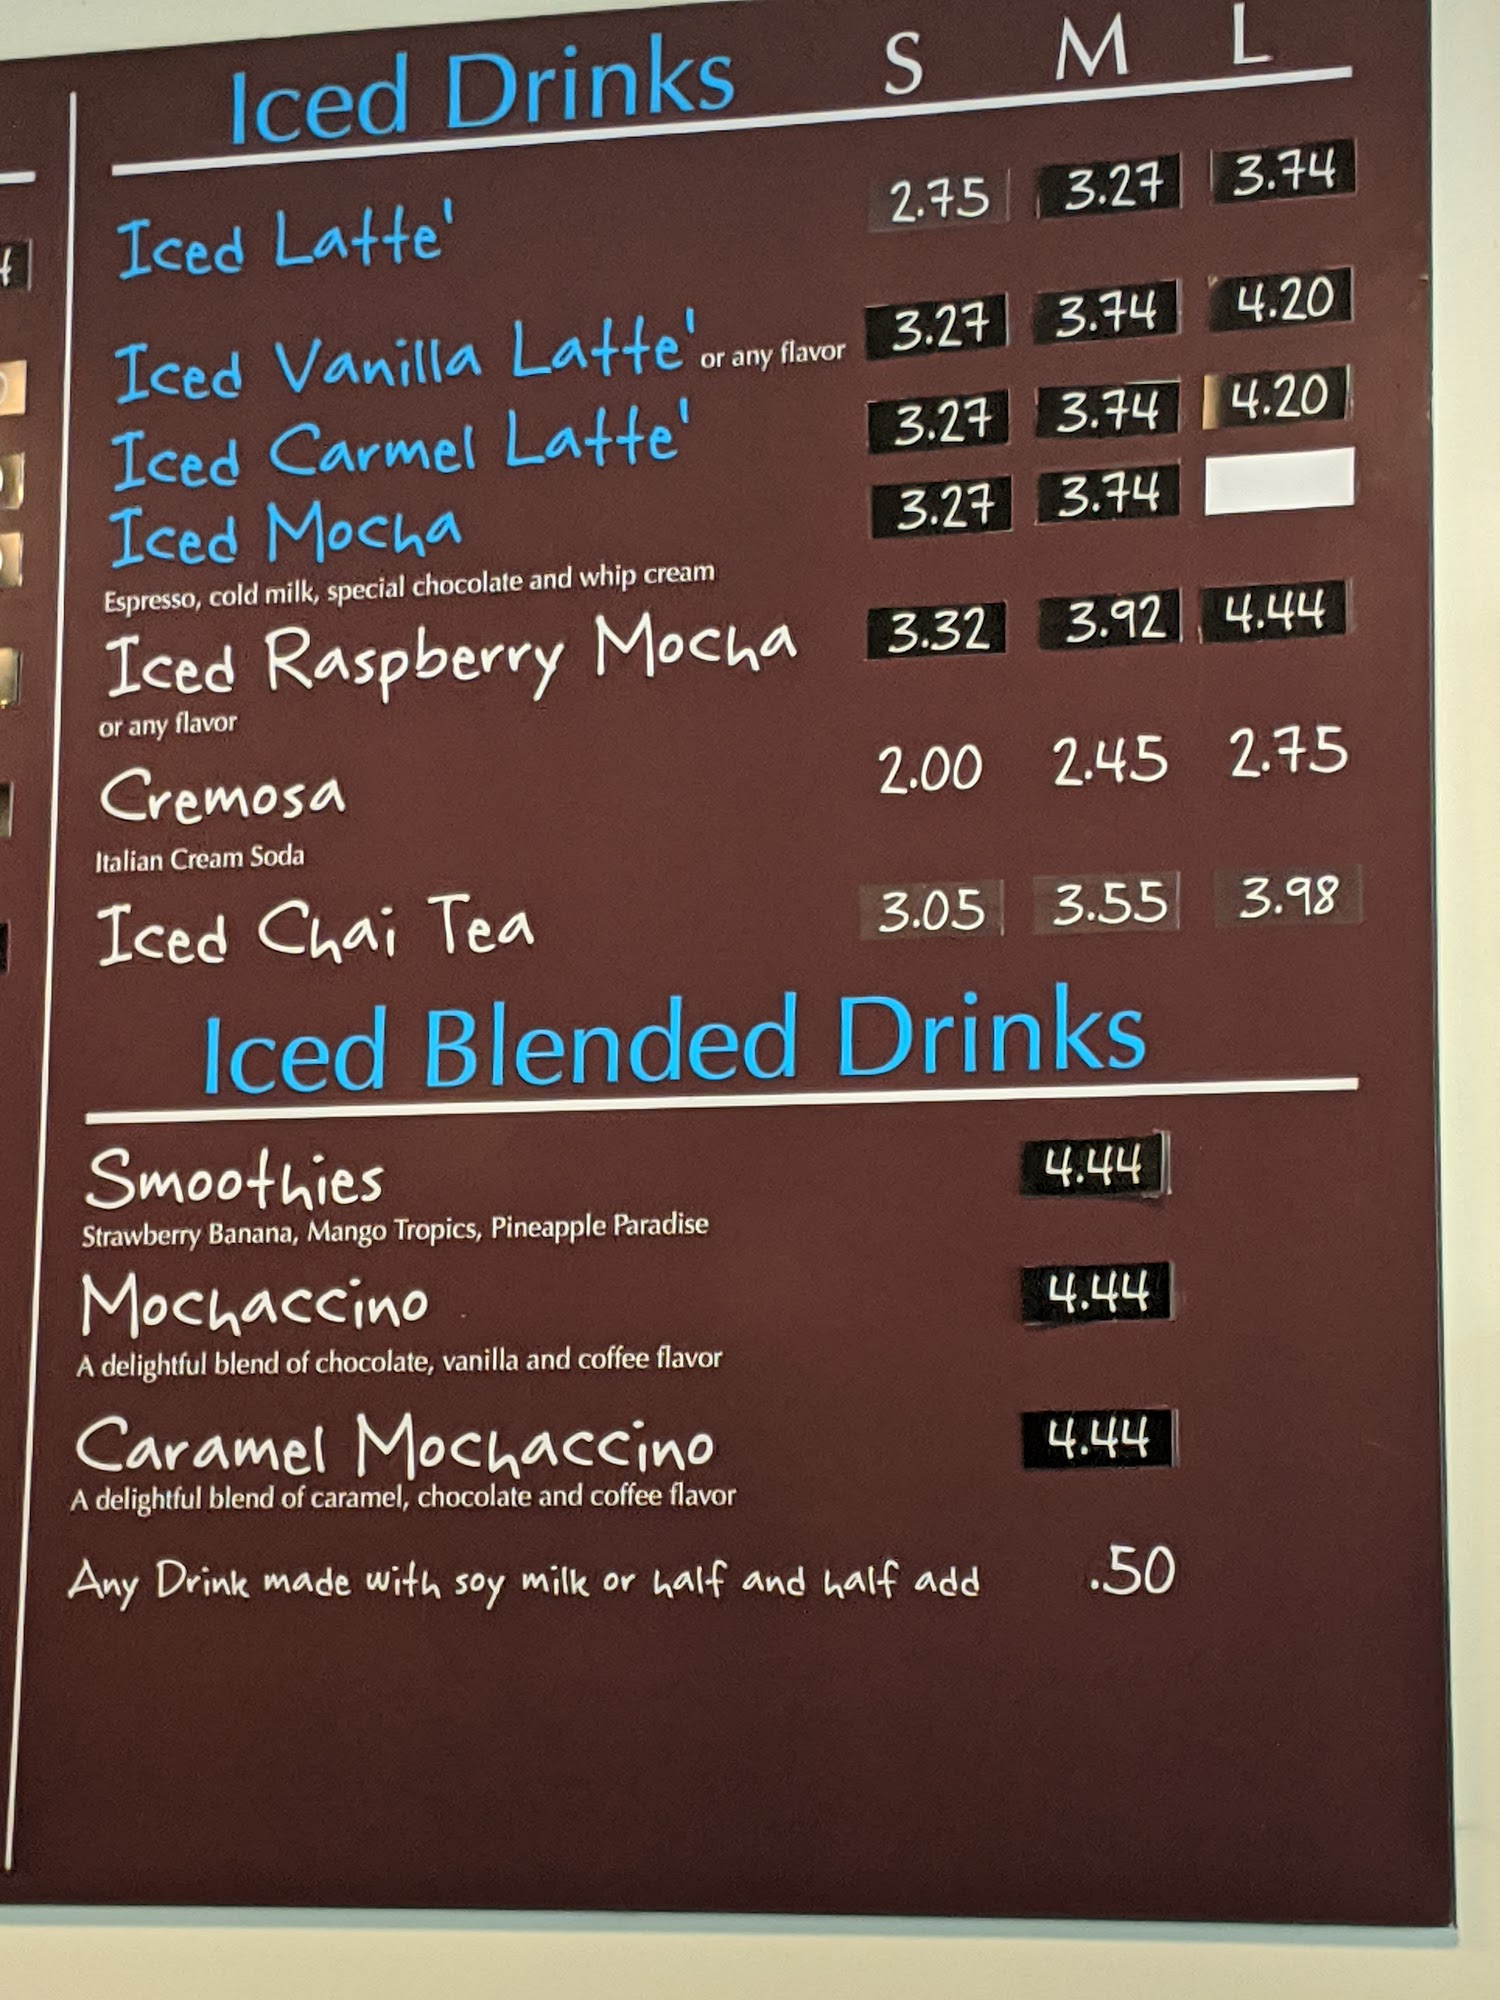 Iced Drinks S M L
Iced Latte' 2.75 3.27 3.74
Iced Vanilla Latte' or any flavor 3.27 3.74 4.20
Iced Carmel Latte' 3.27 3.74 4.20
Iced Mocha 3.27 3.74
Espresso, cold milk, special chocolate and whip cream
Iced Raspberry Mocha 3.32 3.92 4.44
or any flavor
Cremosa 2.00 2.45 2.75
Italian Cream Soda
Iced Chai Tea 3.05 3.55 3.98
Iced Blended Drinks
Smoothies 4.44
Strawberry Banana, Mango Tropics, Pineapple Paradise
Mochaccino 4.44
A delightful blend of chocolate, vanilla and coffee flavor
Caramel Mochaccino 4.44
A delightful blend of caramel, chocolate and coffee flavor
Any Drink made with soy milk or half and half add .50